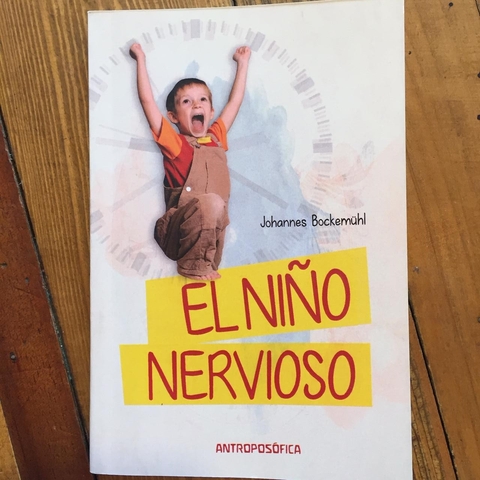 Johannes Bockemühl
EL NIÑO
NERVIOSO
ANTROPOSÓFICA